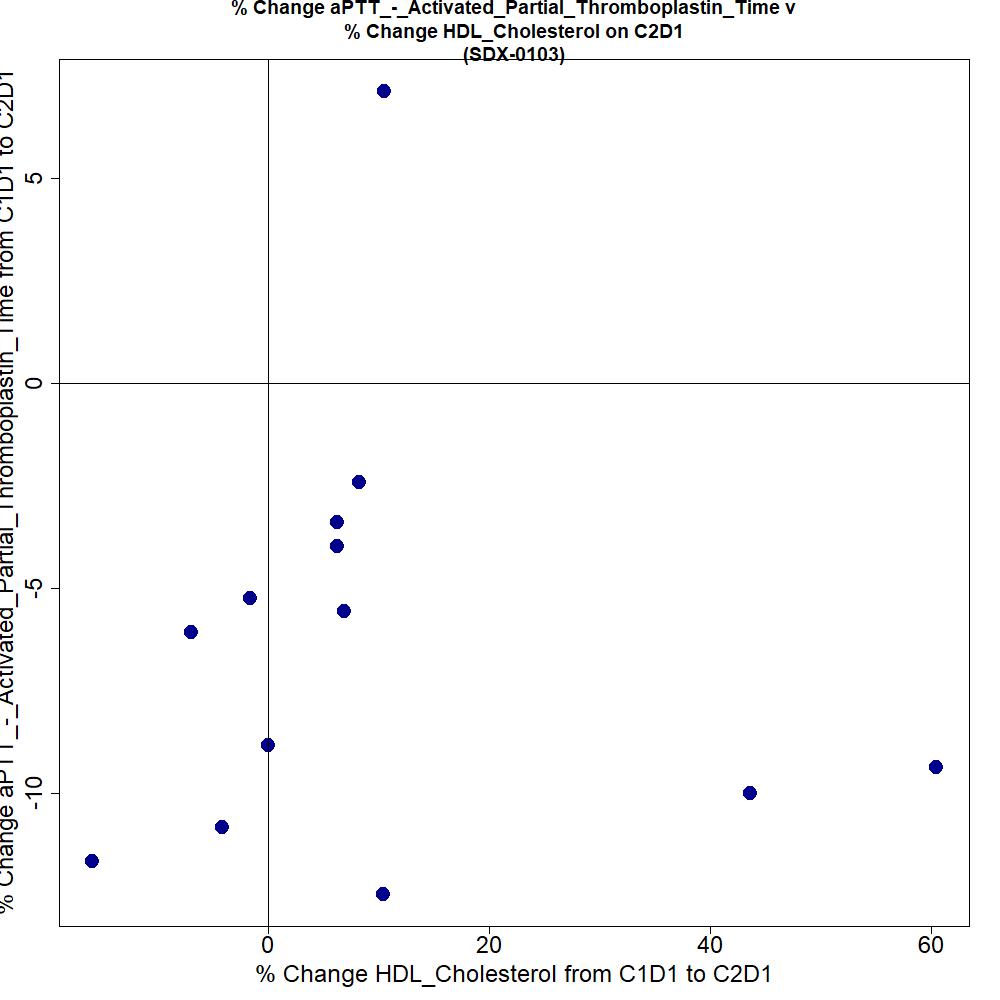 % Change aPTT_-_Activated_Partial_Thromboplastin_Time v
% Change HDL_Cholesterol on C2D1
(SDX-0103)
% Change aPTT_-_Activated_Partial_Thromboplastin_Time from C1D1 to C2D1
5
0
-5
-10
0 20 40 60
% Change HDL_Cholesterol from C1D1 to C2D1